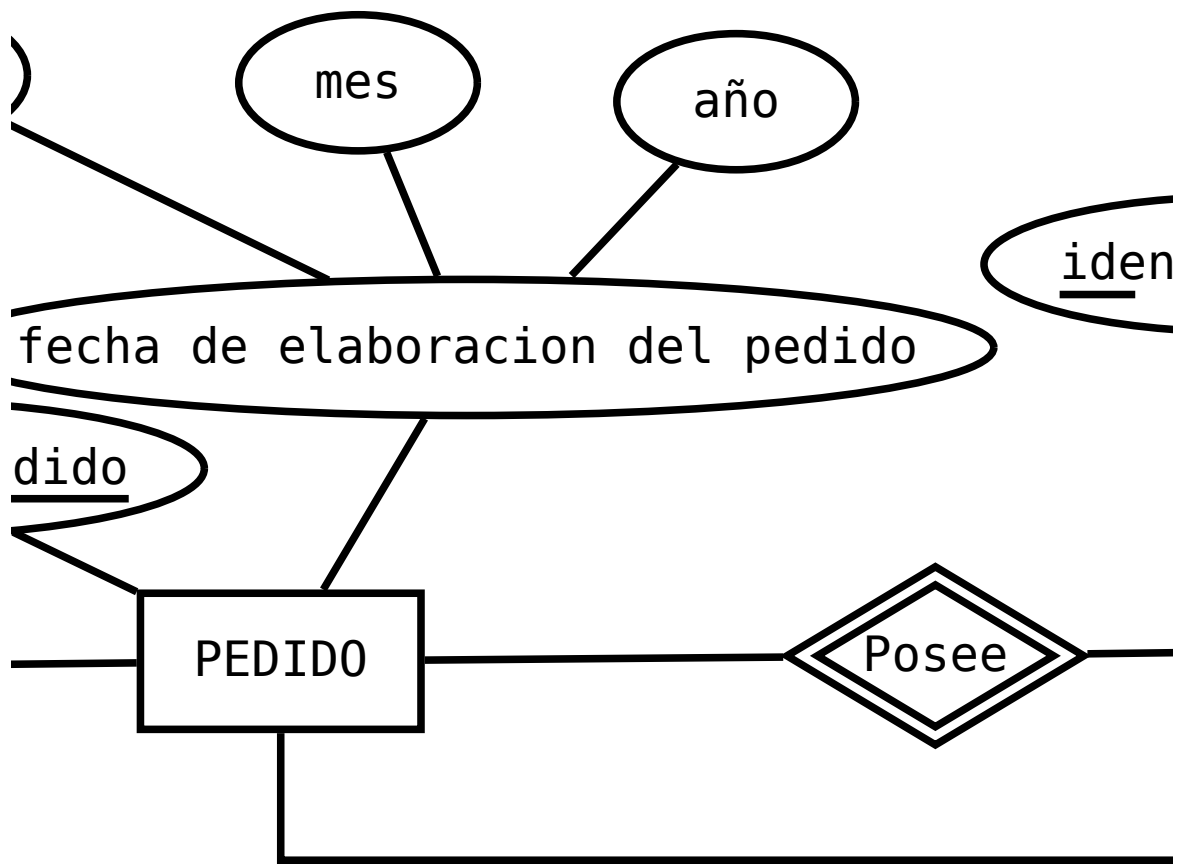 mes
año
iden
fecha de elaboracion del pedido
dido
PEDIDO
Posee